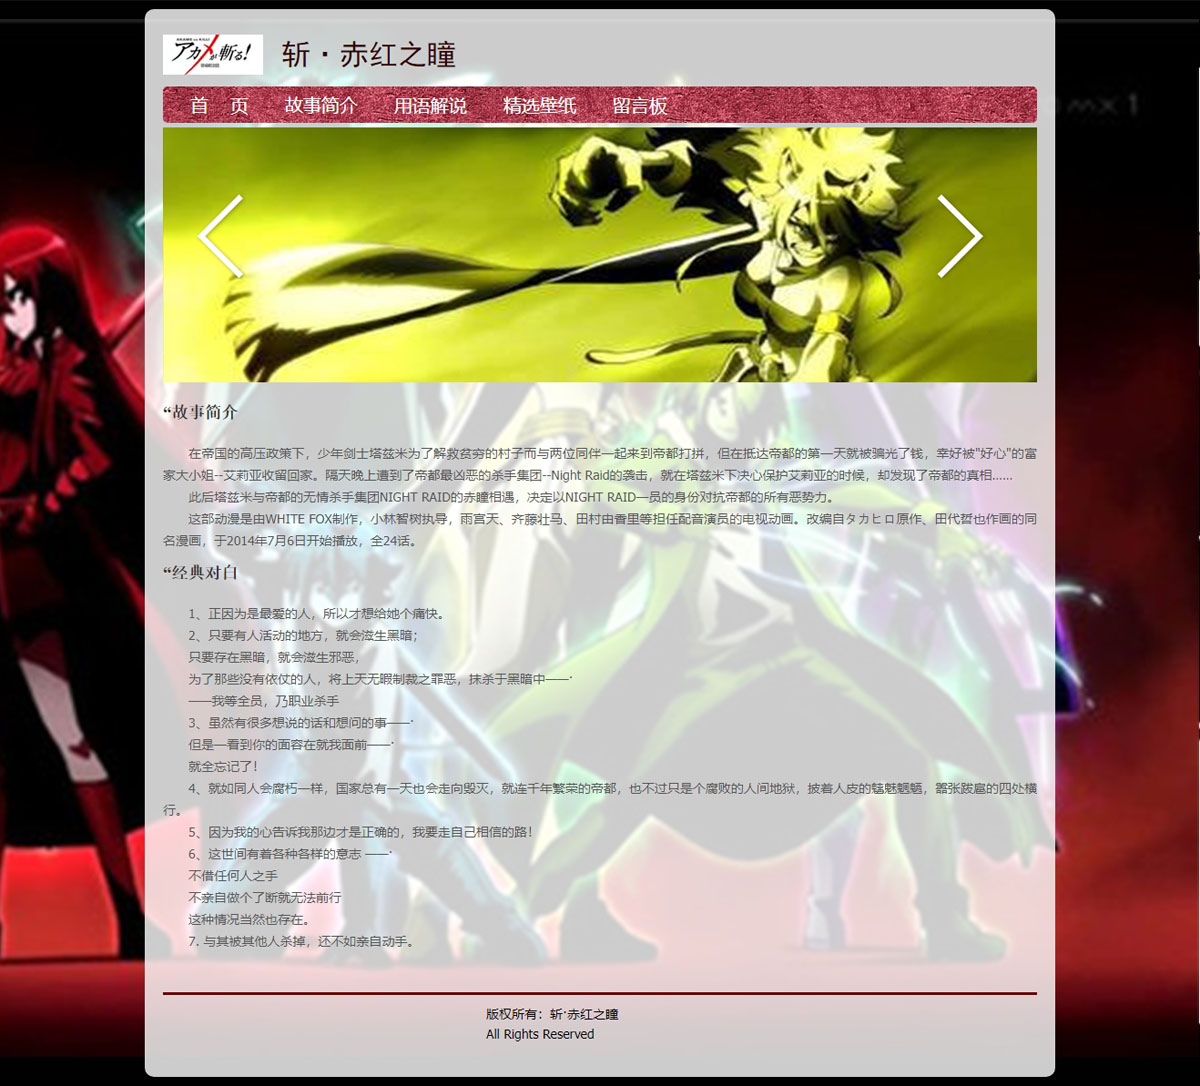 アカメが斬る!
斩·赤红之瞳
首 页 故事简介 用语解说 精选壁纸 留言板
“故事简介
在帝国的高压政策下，少年剑士塔兹米为了解救贫穷的村子而与两位同伴一起来到帝都打拼，但在抵达帝都的第一天就被骗光了钱，幸好被"好心"的富
家大小姐--艾莉亚收留回家。隔天晚上遭到了帝都最凶恶的杀手集团--Night Raid的袭击，就在塔兹米下决心保护艾莉亚的时候，却发现了帝都的真相……
此后塔兹米与帝都的无情杀手集团NIGHT RAID的赤瞳相遇，决定以NIGHT RAID一员的身份对抗帝都的所有恶势力。
这部动漫是由WHITE FOX制作，小林智树执导，雨宫天、齐藤壮马、田村由香里等担任配音演员的电视动画。改编自タカヒロ原作、田代哲也作画的同
名漫画，于2014年7月6日开始播放，全24话。
“经典对白
1、正因为是最爱的人，所以才想给她个痛快。
2、只要有人活动的地方，就会滋生黑暗；
只要存在黑暗，就会滋生邪恶，
为了那些没有依仗的人，将上天无暇制裁之罪恶，抹杀于黑暗中——·
——我等全员，乃职业杀手
3、虽然有很多想说的话和想问的事——·
但是一看到你的面容在就我面前——·
就全忘记了！
4、就如同人会腐朽一样，国家总有一天也会走向毁灭，就连千年繁荣的帝都，也不过只是个腐败的人间地狱，披着人皮的魑魅魍魉，嚣张跋扈的四处横
行。
5、因为我的心告诉我那边才是正确的，我要走自己相信的路！
6、这世间有着各种各样的意志 ——·
不借任何人之手
不亲自做个了断就无法前行
这种情况当然也存在。
7. 与其被其他人杀掉，还不如亲自动手。
版权所有：斩·赤红之瞳
All Rights Reserved